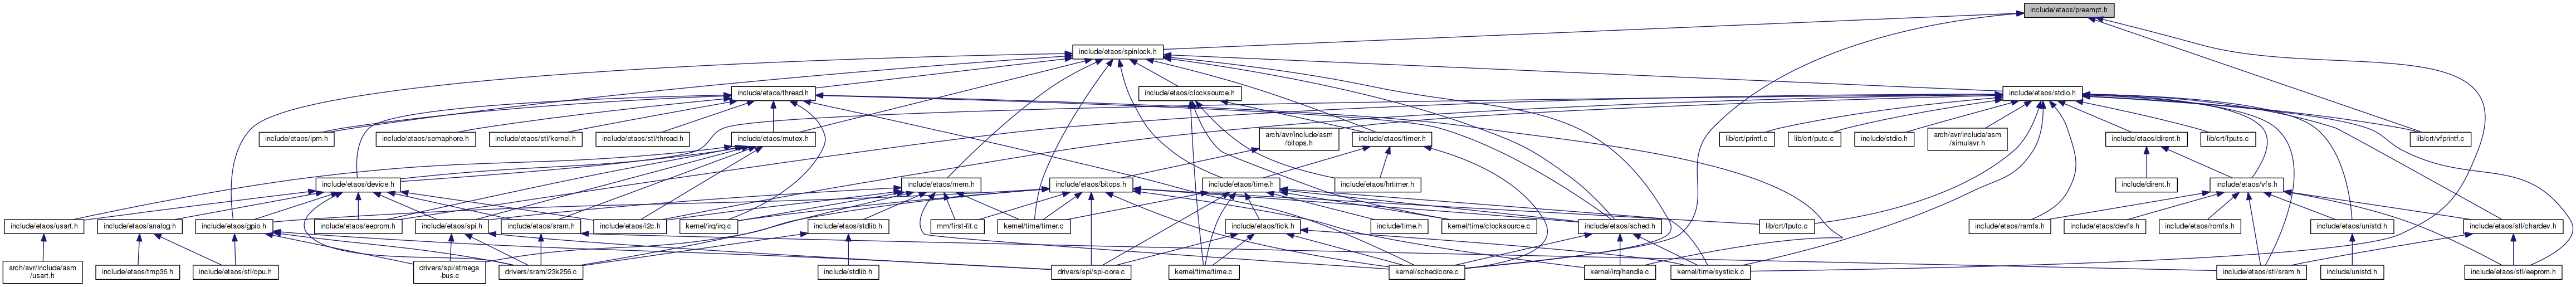 include/etaos/preempt.h
include/etaos/spinlock.h
include/etaos/thread.h
include/etaos/clocksource.h
include/etaos/stdio.h
include/etaos/ipm.h
include/etaos/semaphore.h
include/etaos/stl/kernel.h
include/etaos/stl/thread.h
include/etaos/mutex.h
arch/avr/include/asm
/bitops.h
include/etaos/timer.h
lib/crt/printf.c
lib/crt/putc.c
include/stdio.h
arch/avr/include/asm
/simulavr.h
include/etaos/dirent.h
lib/crt/fputs.c
lib/crt/vfprintf.c
include/etaos/device.h
include/etaos/mem.h
include/etaos/bitops.h
include/etaos/time.h
include/etaos/hrtimer.h
include/dirent.h
include/etaos/vfs.h
include/etaos/usart.h
include/etaos/analog.h
include/etaos/gpio.h
include/etaos/eeprom.h
include/etaos/spi.h
include/etaos/sram.h
include/etaos/i2c.h
kernel/irq/irq.c
include/etaos/stdlib.h
mm/first-fit.c
kernel/time/timer.c
include/etaos/tick.h
include/time.h
kernel/time/clocksource.c
include/etaos/sched.h
lib/crt/fputc.c
include/etaos/ramfs.h
include/etaos/devfs.h
include/etaos/romfs.h
include/etaos/unistd.h
include/etaos/stl/chardev.h
arch/avr/include/asm
/usart.h
include/etaos/tmp36.h
include/etaos/stl/cpu.h
drivers/spi/atmega
-bus.c
drivers/sram/23k256.c
include/stdlib.h
drivers/spi/spi-core.c
kernel/time/time.c
kernel/sched/core.c
kernel/irq/handle.c
kernel/time/systick.c
include/etaos/stl/sram.h
include/unistd.h
include/etaos/stl/eeprom.h